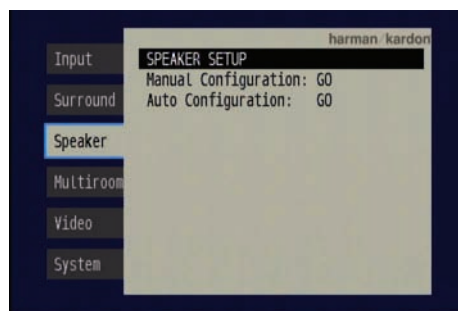 harman/kardon
Input
Surround
Speaker
Multiroom
Video
System
SPEAKER SETUP
Manual Configuration: GO
Auto Configuration: GO